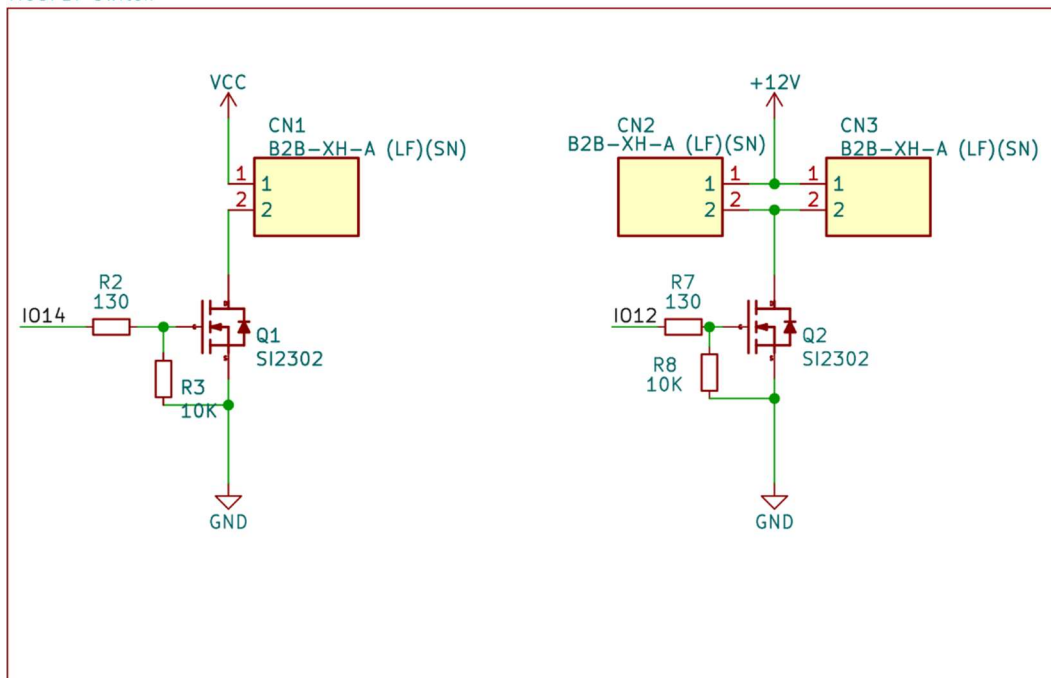 VCC
CN1
B2B-XH-A (LF)(SN)
1
1
2
2
R2
130
IO14
Q1
SI2302
R3
10K
GND
+12V
CN2
B2B-XH-A (LF)(SN)
1
1
2
2
CN3
B2B-XH-A (LF)(SN)
1
1
2
2
R7
130
IO12
Q2
SI2302
R8
10K
GND